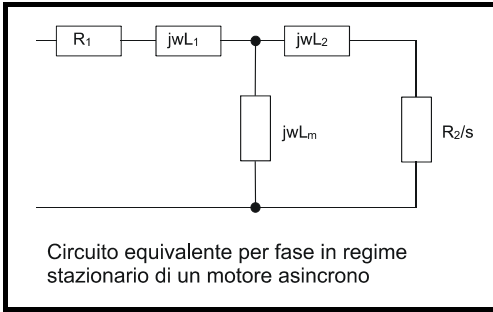 R₁
jwL₁
jwL₂
jwLₘ
R₂/s
Circuito equivalente per fase in regime
stazionario di un motore asincrono